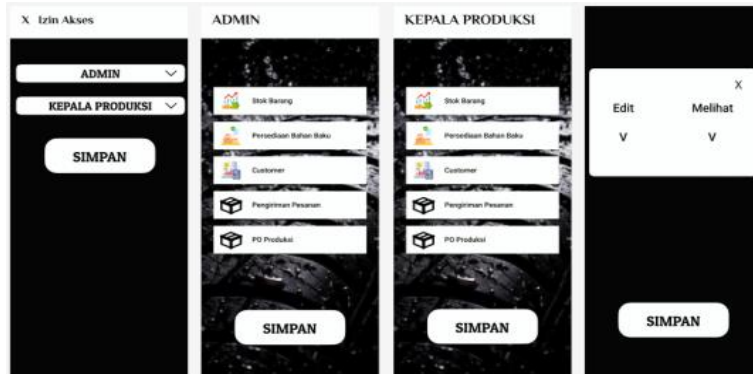 X Izin Akses
ADMIN
KEPALA PRODUKSI
SIMPAN
ADMIN
Stok Barang
Persediaan Bahan Baku
Customer
Pengiriman Pesanan
PO Produksi
SIMPAN
KEPALA PRODUKSI
Stok Barang
Persediaan Bahan Baku
Customer
Pengiriman Pesanan
PO Produksi
SIMPAN
X
Edit Melihat
V V
SIMPAN